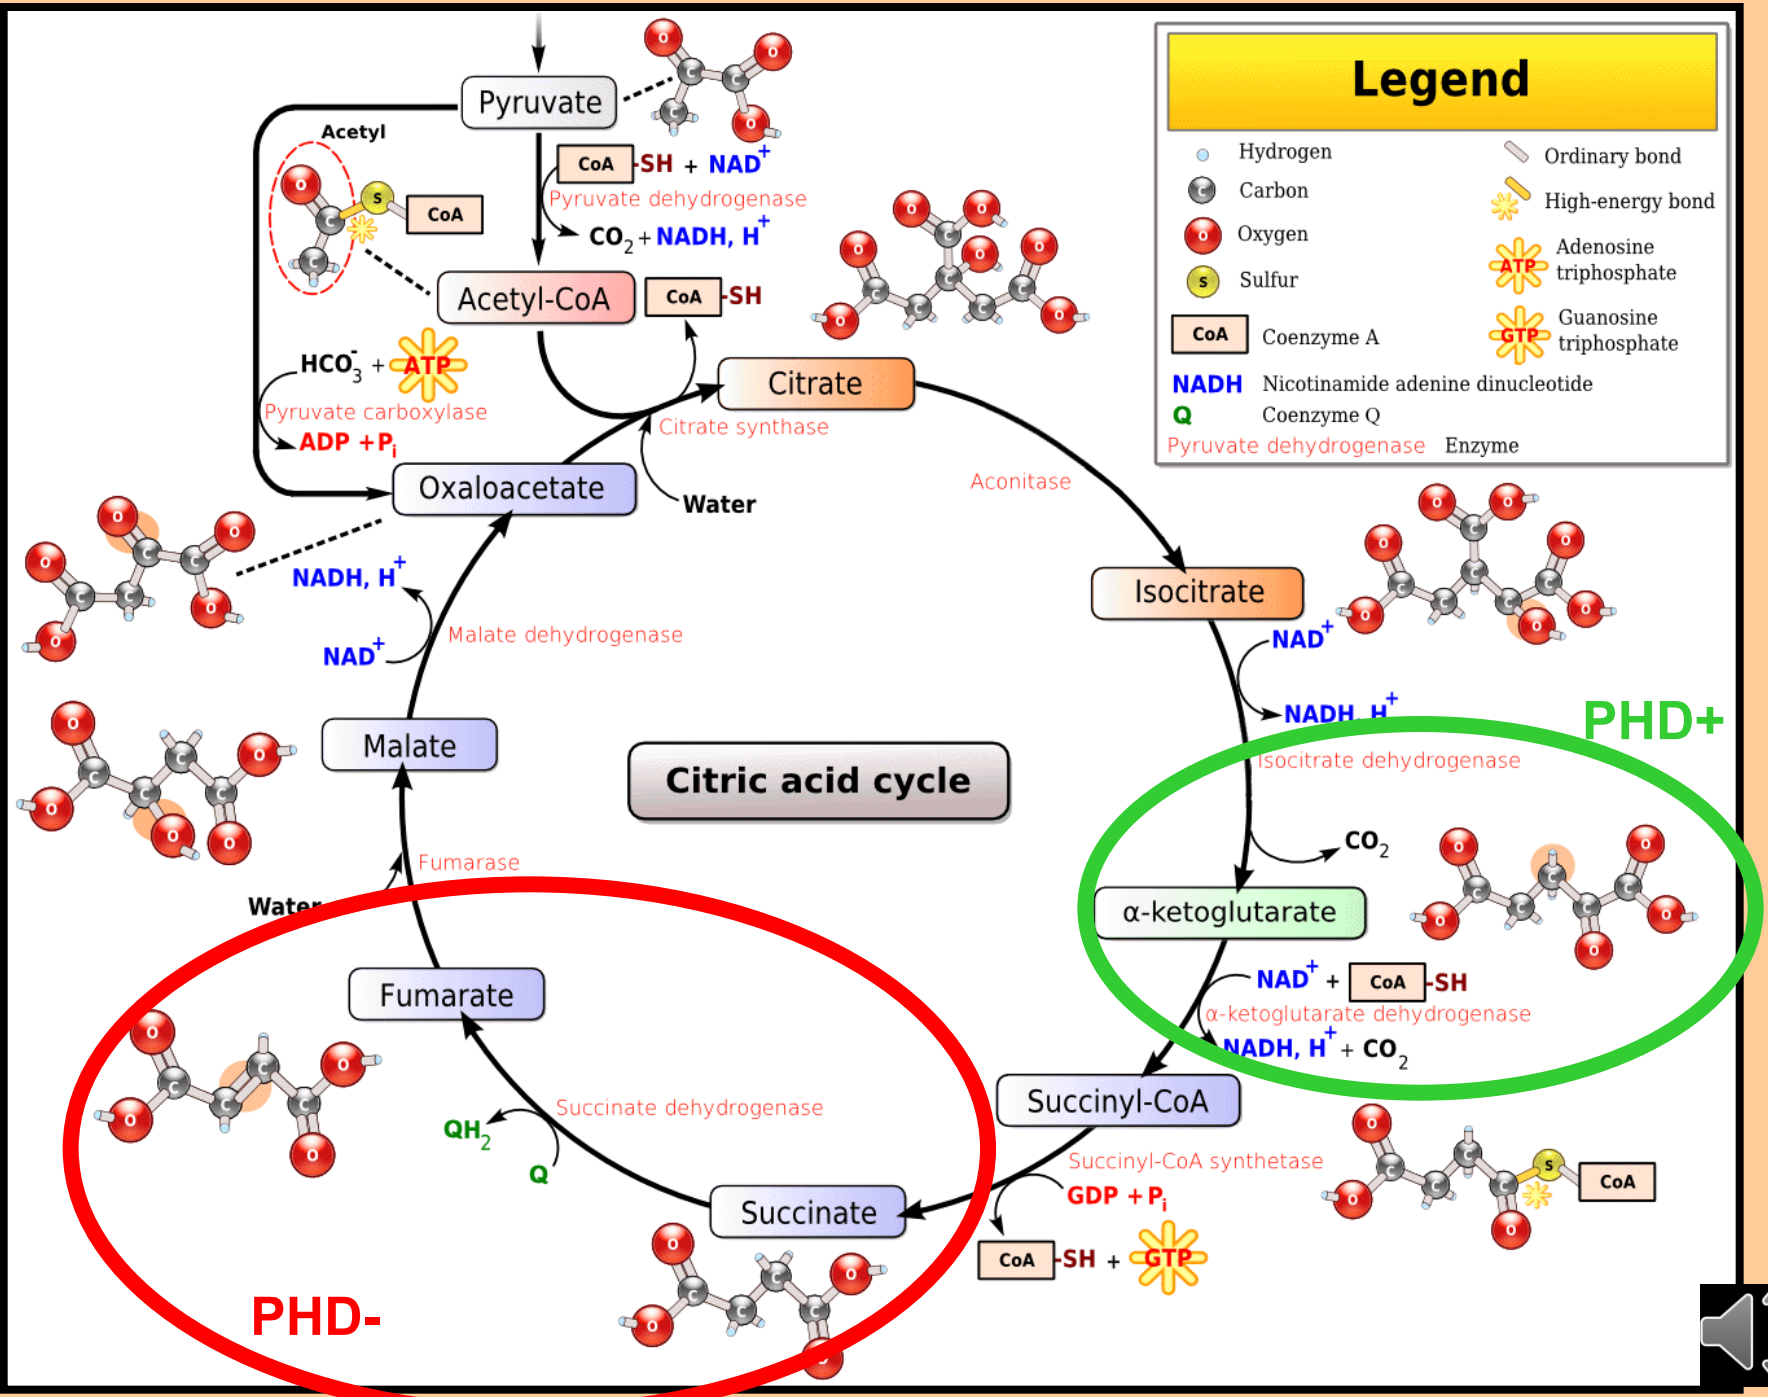 Pyruvate
Acetyl
CoA -SH + NAD+
Pyruvate dehydrogenase
CO2 + NADH, H+
S CoA
Acetyl-CoA
CoA -SH
HCO3- + ATP
Pyruvate carboxylase
ADP + Pi
Citrate
Citrate synthase
Oxaloacetate
Water
Aconitase
Legend
Hydrogen
Ordinary bond
C Carbon
High-energy bond
O Oxygen
ATP Adenosine
triphosphate
S Sulfur
GTP Guanosine
triphosphate
CoA Coenzyme A
NADH Nicotinamide adenine dinucleotide
Q Coenzyme Q
Pyruvate dehydrogenase Enzyme
Isocitrate
NAD+
NADH, H+
PHD+
Isocitrate dehydrogenase
CO2
α-ketoglutarate
NAD+ + CoA -SH
α-ketoglutarate dehydrogenase
NADH, H+ + CO2
Succinyl-CoA
Succinyl-CoA synthetase
GDP + Pi
CoA -SH + GTP
S CoA
Succinate
Succinate dehydrogenase
QH2
Q
Fumarate
PHD-
Fumarase
Water
Malate
Malate dehydrogenase
NADH, H+
NAD+
Citric acid cycle